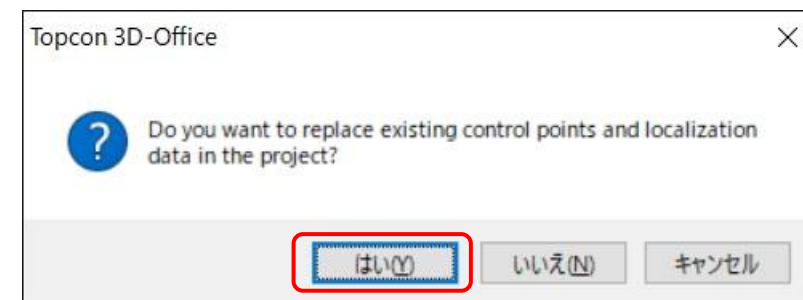 Topcon 3D-Office
Do you want to replace existing control points and localization
data in the project?
はい(Y) いいえ(N) キャンセル